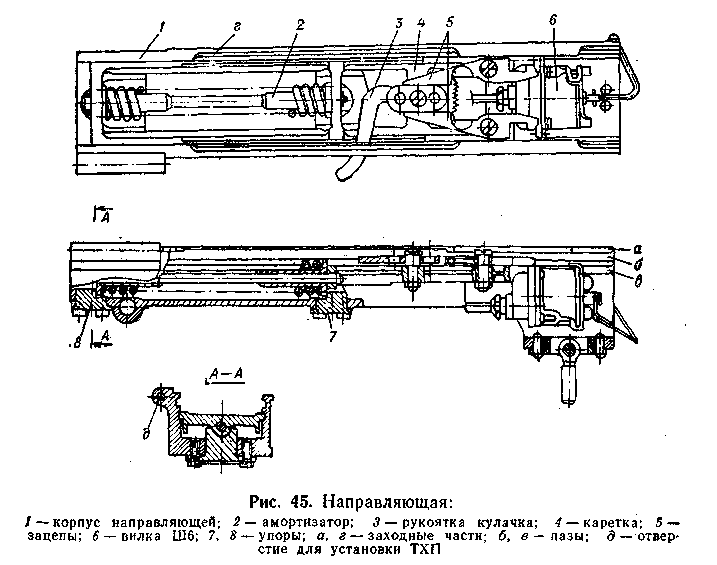 1 г 2 3 4 5 6
А
а
б
д
8 А 7
А—А
д
Рис. 45. Направляющая:
1 — корпус направляющей; 2 — амортизатор; 3 — рукоятка кулачка; 4 — каретка; 5 —
зацепы; 6 — вилка Ш6; 7, 8 — упоры; а, г — заходные части; б, в — пазы; д — отвер-
стие для установки ТХП